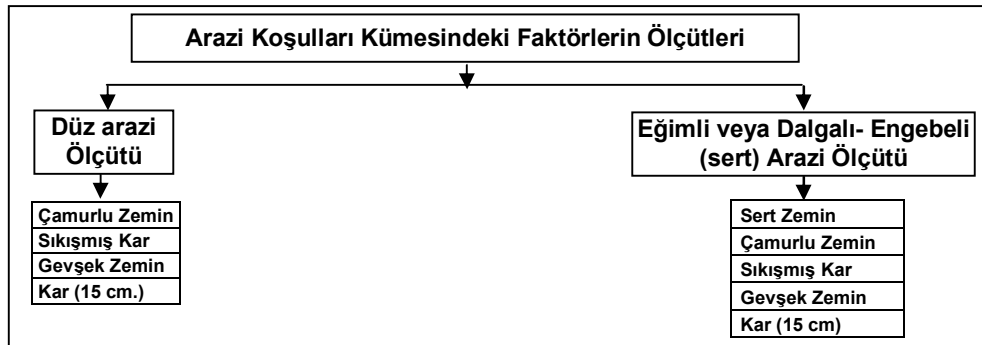 Arazi Koşulları Kümesindeki Faktörlerin Ölçütleri
Düz arazi
Ölçütü
Çamurlu Zemin
Sıkışmış Kar
Gevşek Zemin
Kar (15 cm.)
Eğimli veya Dalgalı- Engebeli
(sert) Arazi Ölçütü
Sert Zemin
Çamurlu Zemin
Sıkışmış Kar
Gevşek Zemin
Kar (15 cm)